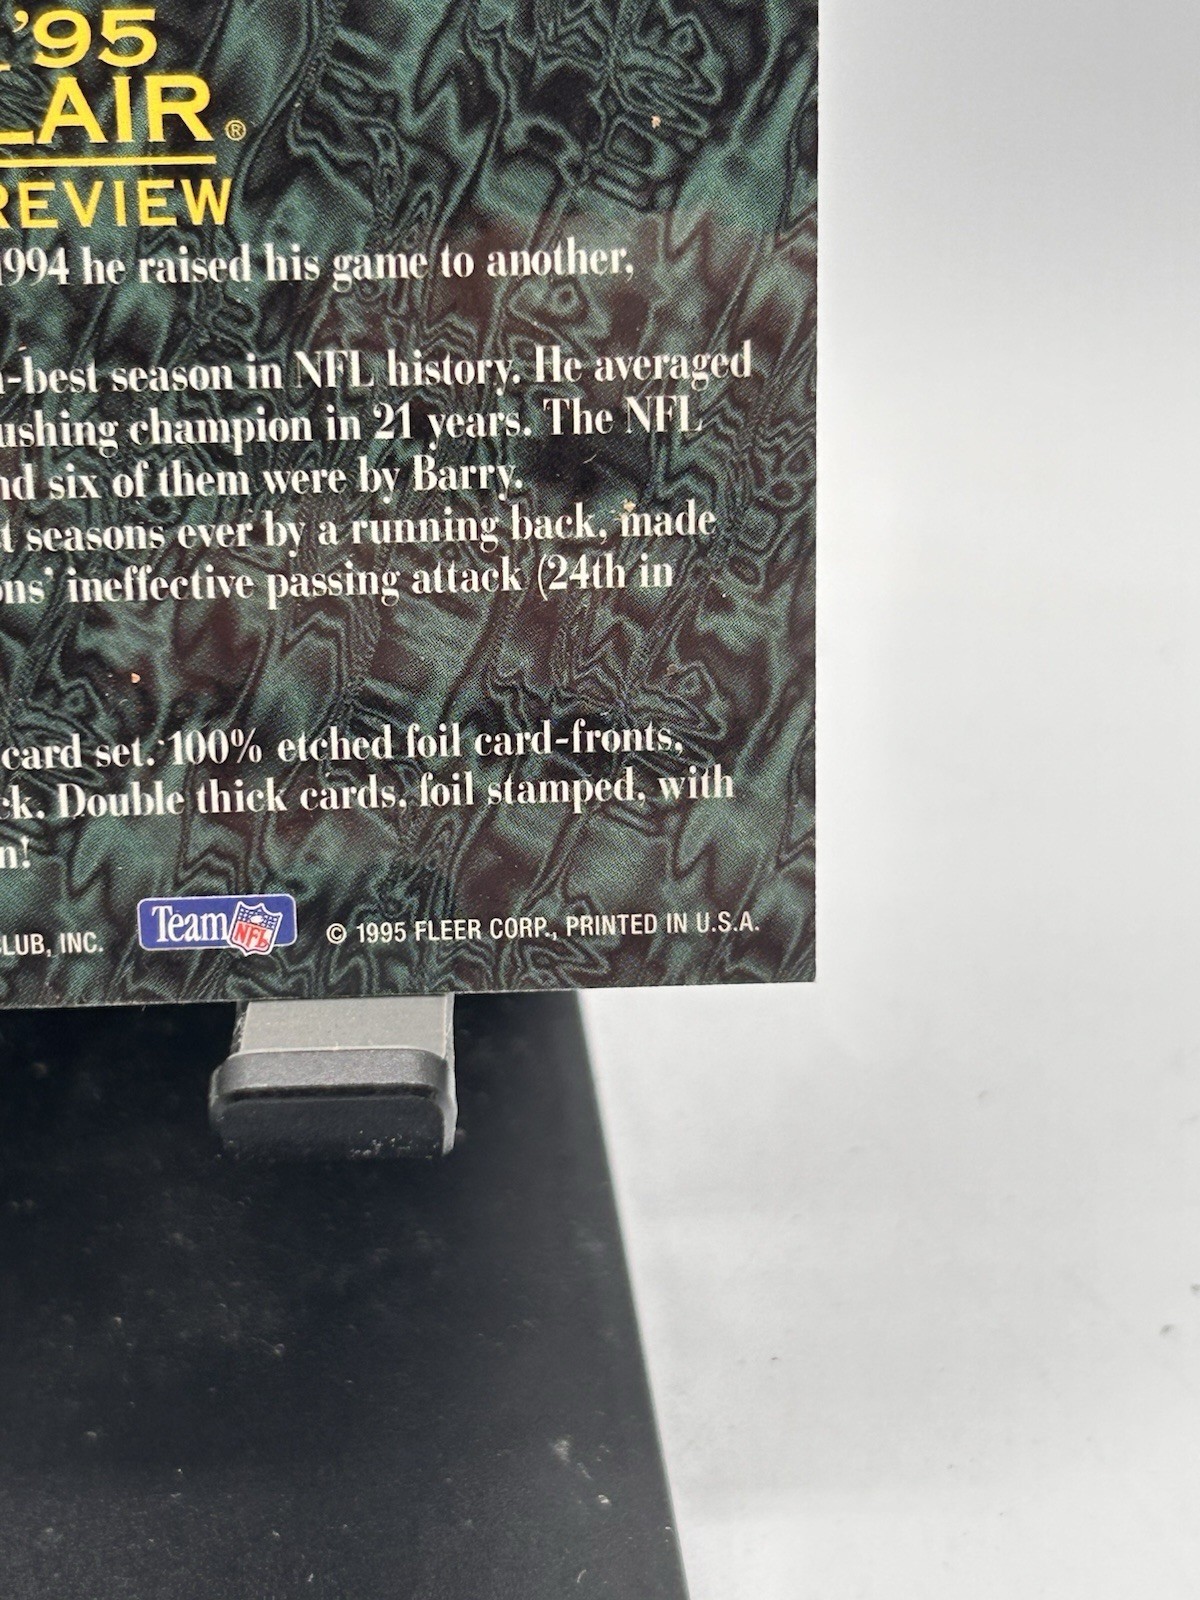 '95
LAIR®
REVIEW
1994 he raised his game to another,
-best season in NFL history. He averaged
ushing champion in 21 years. The NFL
nd six of them were by Barry.
t seasons ever by a running back, made
ons' ineffective passing attack (24th in
card set. 100% etched foil card-fronts,
ck. Double thick cards, foil stamped, with
n!
LUB, INC.
Team NFL
© 1995 FLEER CORP., PRINTED IN U.S.A.